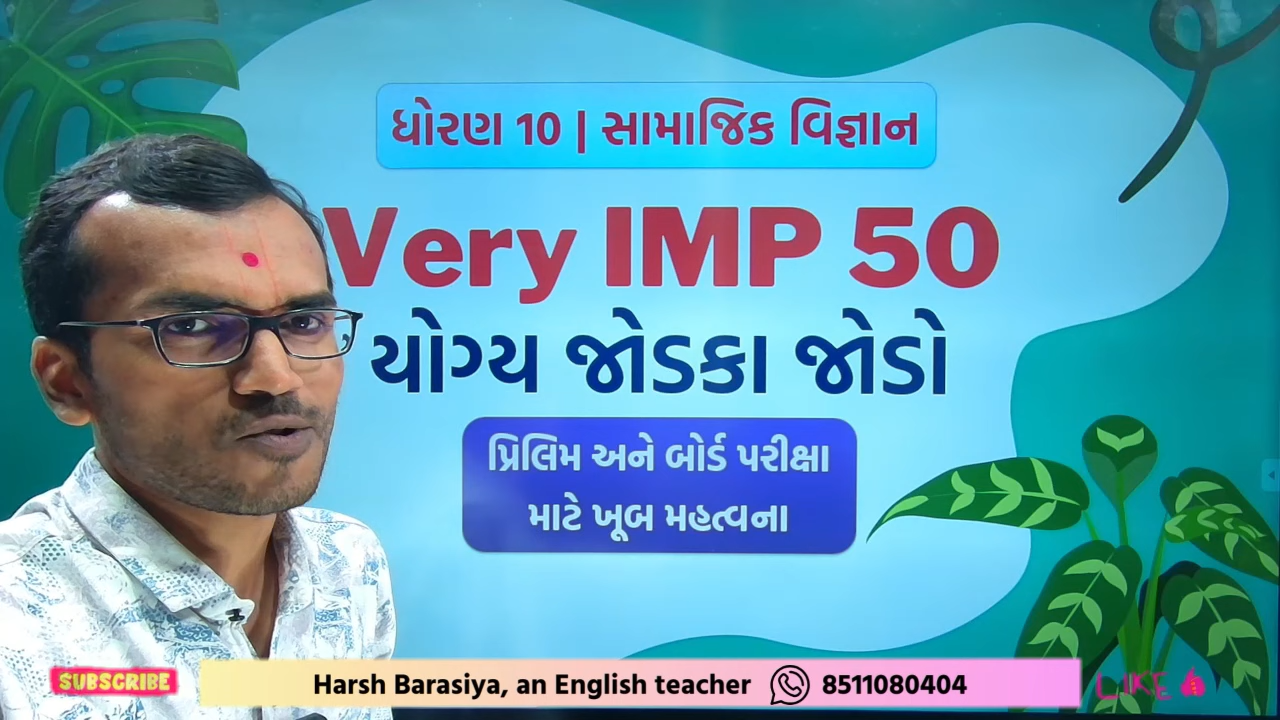 ધોરણ 10 | સામાજિક વિજ્ઞાન
Very IMP 50
યોગ્ય જોડકા જોડો
પ્રિલિમ અને બોર્ડ પરીક્ષા
માટે ખૂબ મહત્વના
SUBSCRIBE
Harsh Barasiya, an English teacher 8511080404
LIKE